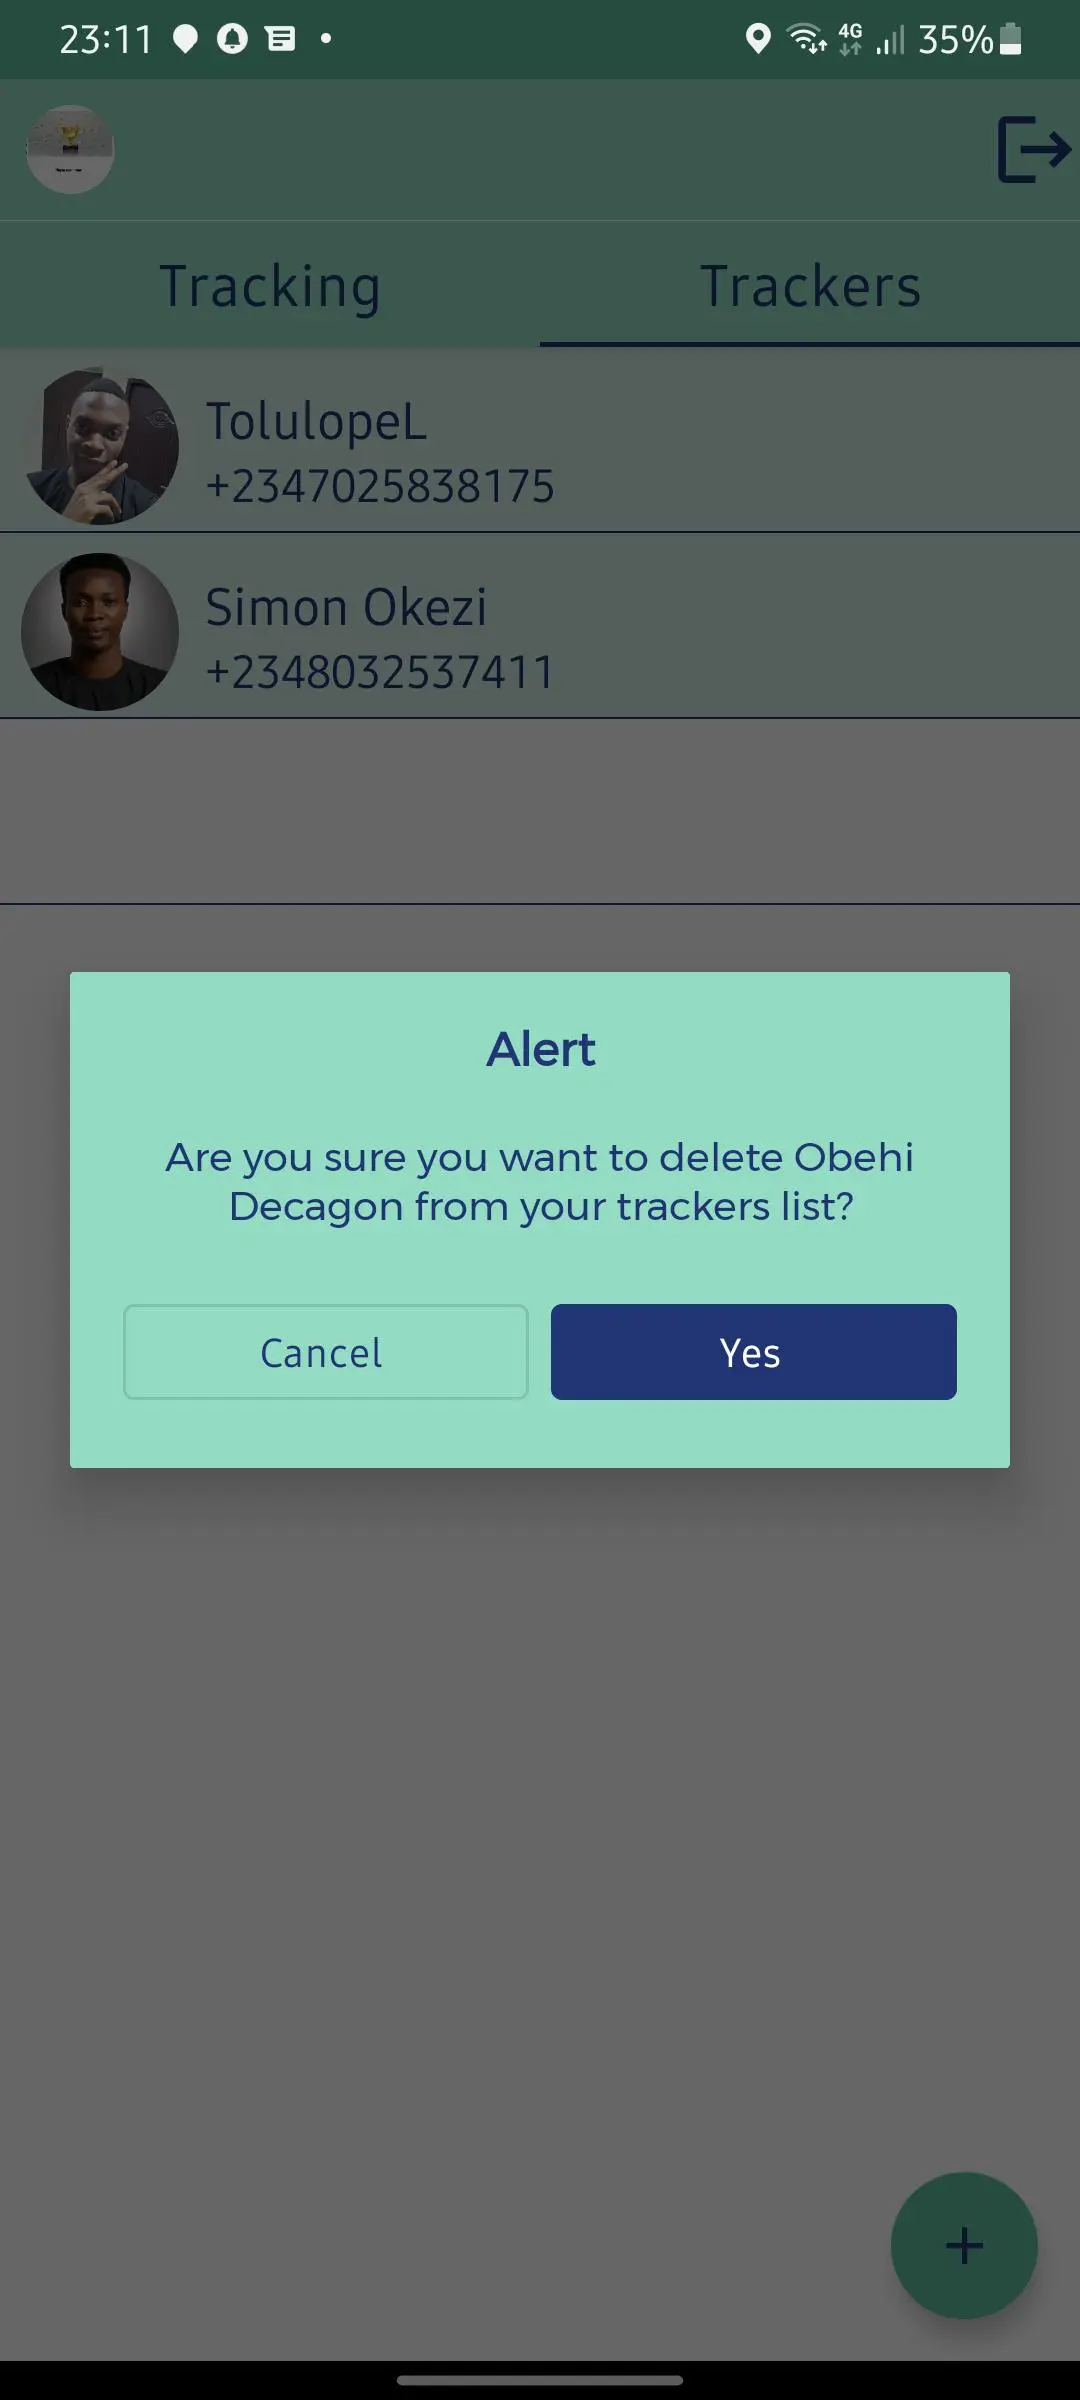 23:11
4G
35%
Tracking
Trackers
TolulopeL
+2347025838175
Simon Okezi
+2348032537411
Alert
Are you sure you want to delete Obehi
Decagon from your trackers list?
Cancel
Yes